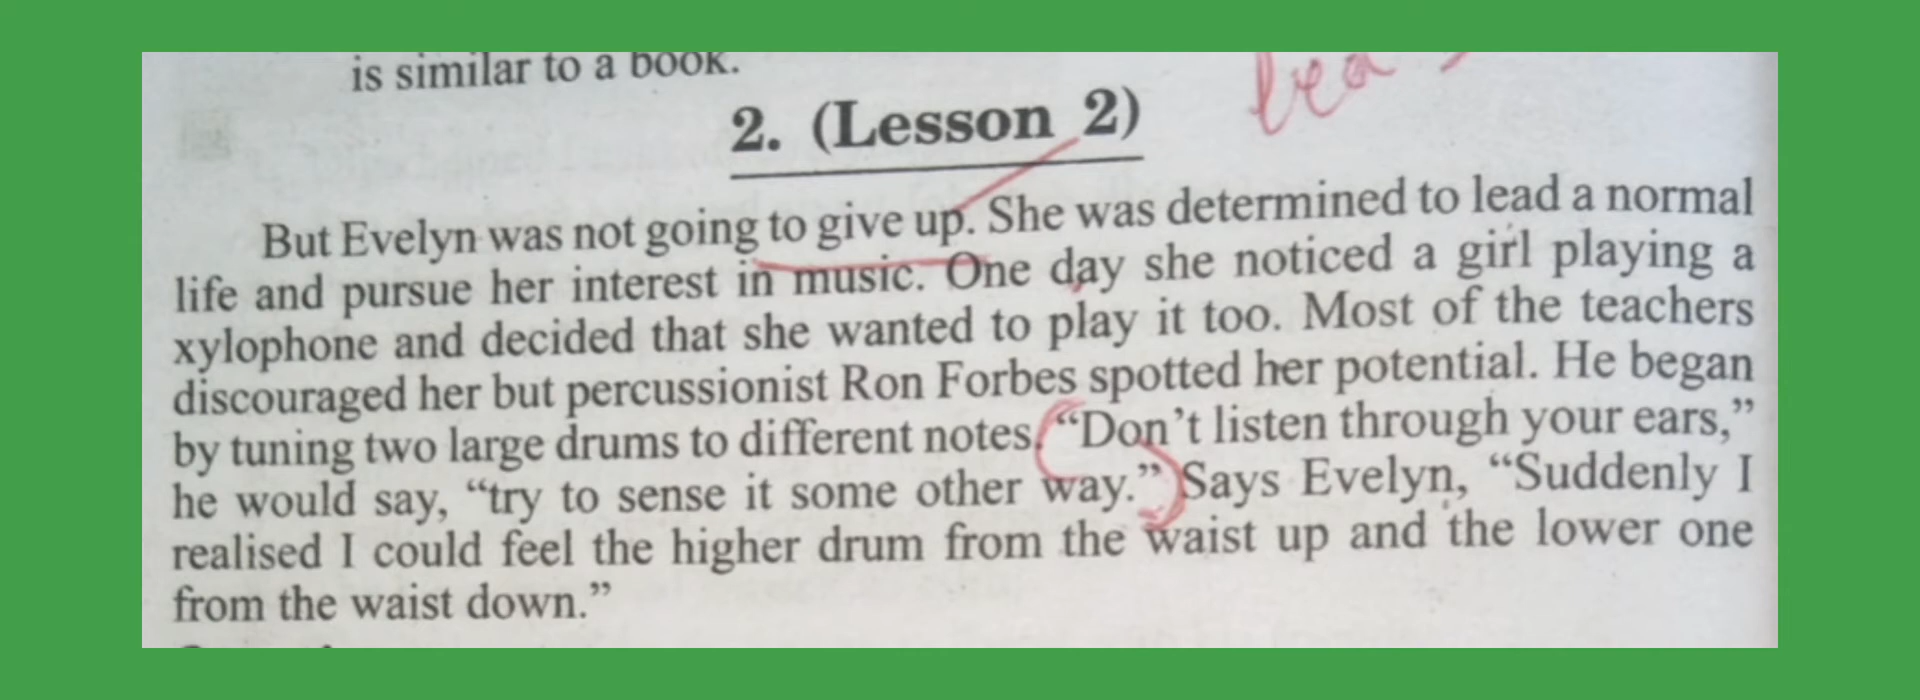 is similar to a book.
2. (Lesson 2)
But Evelyn was not going to give up. She was determined to lead a normal
life and pursue her interest in music. One day she noticed a girl playing a
xylophone and decided that she wanted to play it too. Most of the teachers
discouraged her but percussionist Ron Forbes spotted her potential. He began
by tuning two large drums to different notes. “Don’t listen through your ears,”
he would say, “try to sense it some other way.” Says Evelyn, “Suddenly I
realised I could feel the higher drum from the waist up and the lower one
from the waist down.”